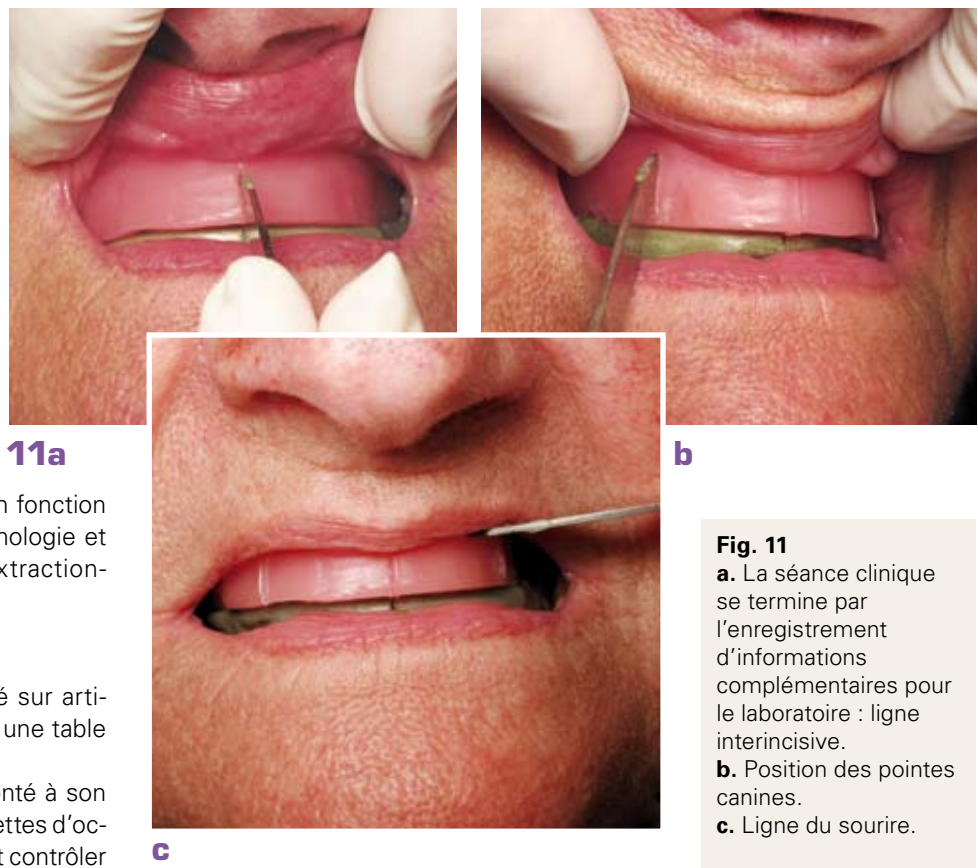 11a
b
n fonction
nologie et
xtraction-
é sur arti-
une table
nté à son
ettes d'oc-
t contrôler
c
Fig. 11
a. La séance clinique
se termine par
l'enregistrement
d'informations
complémentaires pour
le laboratoire : ligne
interincisive.
b. Position des pointes
canines.
c. Ligne du sourire.